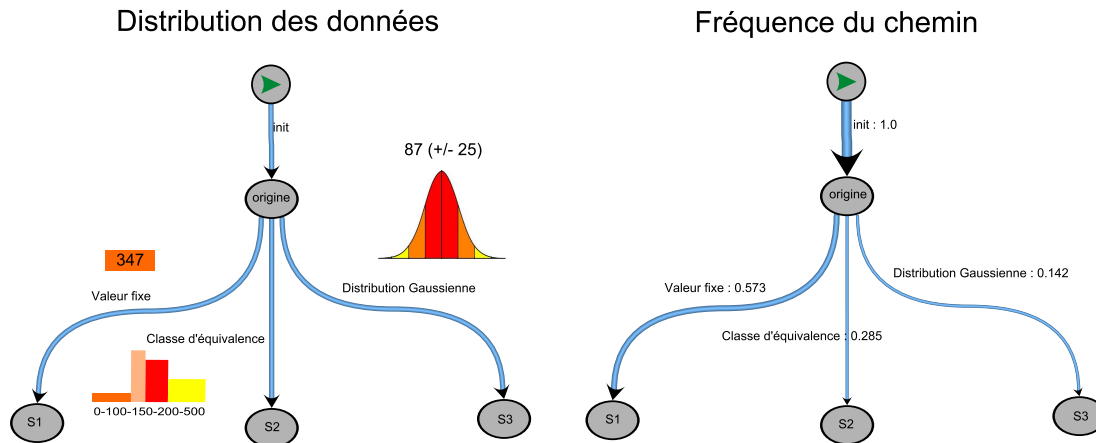 Distribution des données
init
87 (+/- 25)
origine
347
Valeur fixe
Distribution Gaussienne
Classe d'équivalence
0-100-150-200-500
S1
S2
S3
Fréquence du chemin
init : 1.0
origine
Distribution Gaussienne : 0.142
Valeur fixe : 0.573
Classe d'équivalence : 0.285
S1
S2
S3